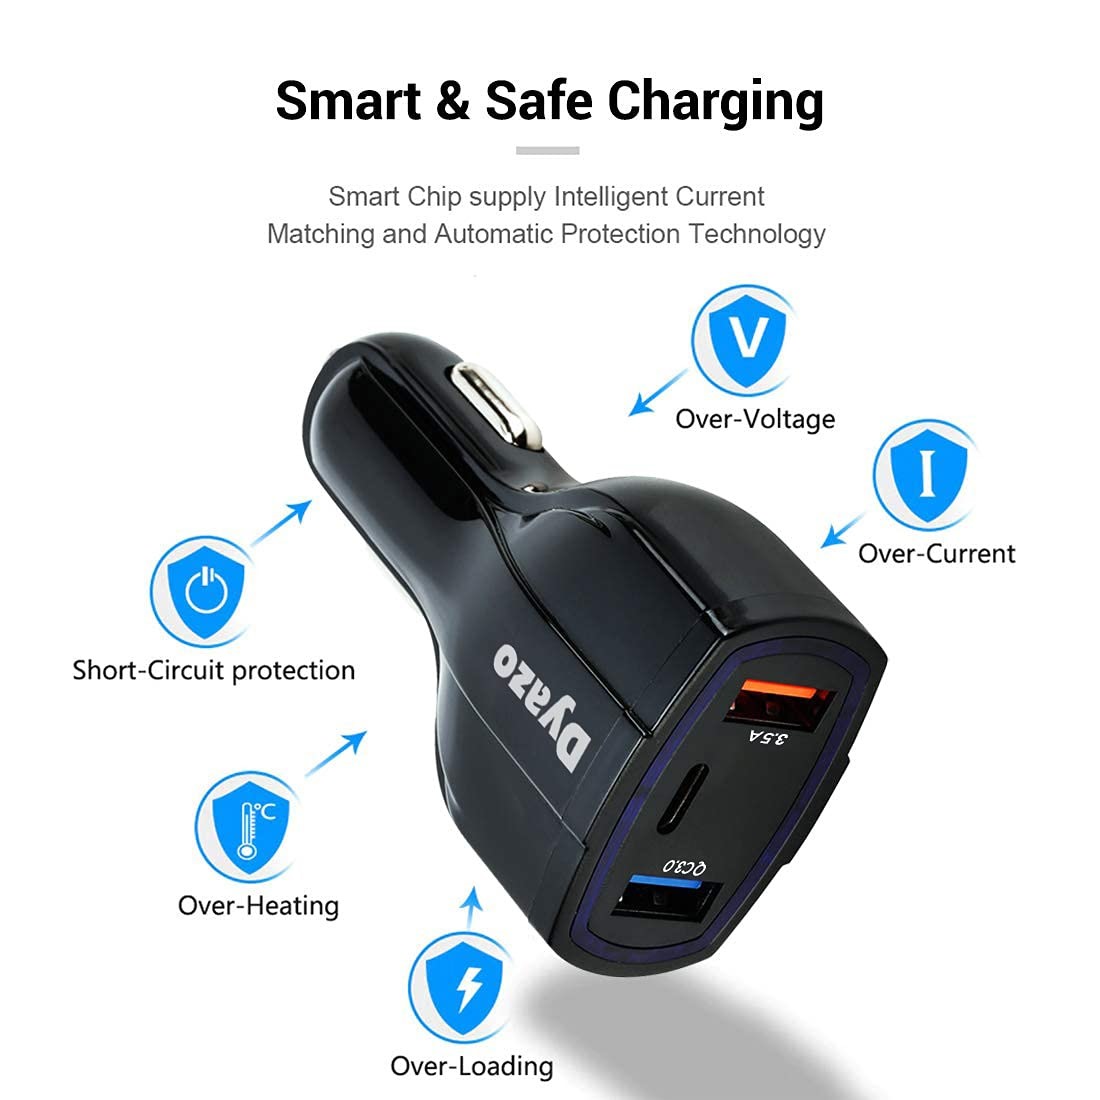 Smart & Safe Charging
Smart Chip supply Intelligent Current
Matching and Automatic Protection Technology
V
Over-Voltage
I
Over-Current
Short-Circuit protection
°C
Over-Heating
Over-Loading
Dyazo
3.5A
QC3.0